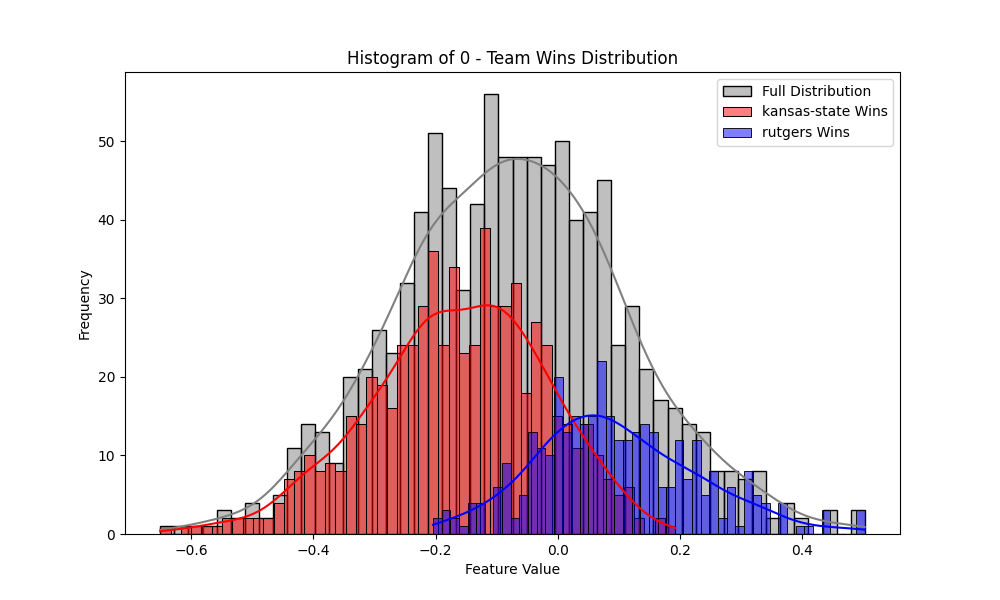 Histogram of 0 - Team Wins Distribution
Full Distribution
kansas-state Wins
rutgers Wins
Frequency
50
40
30
20
10
0
−0.6 −0.4 −0.2 0.0 0.2 0.4
Feature Value